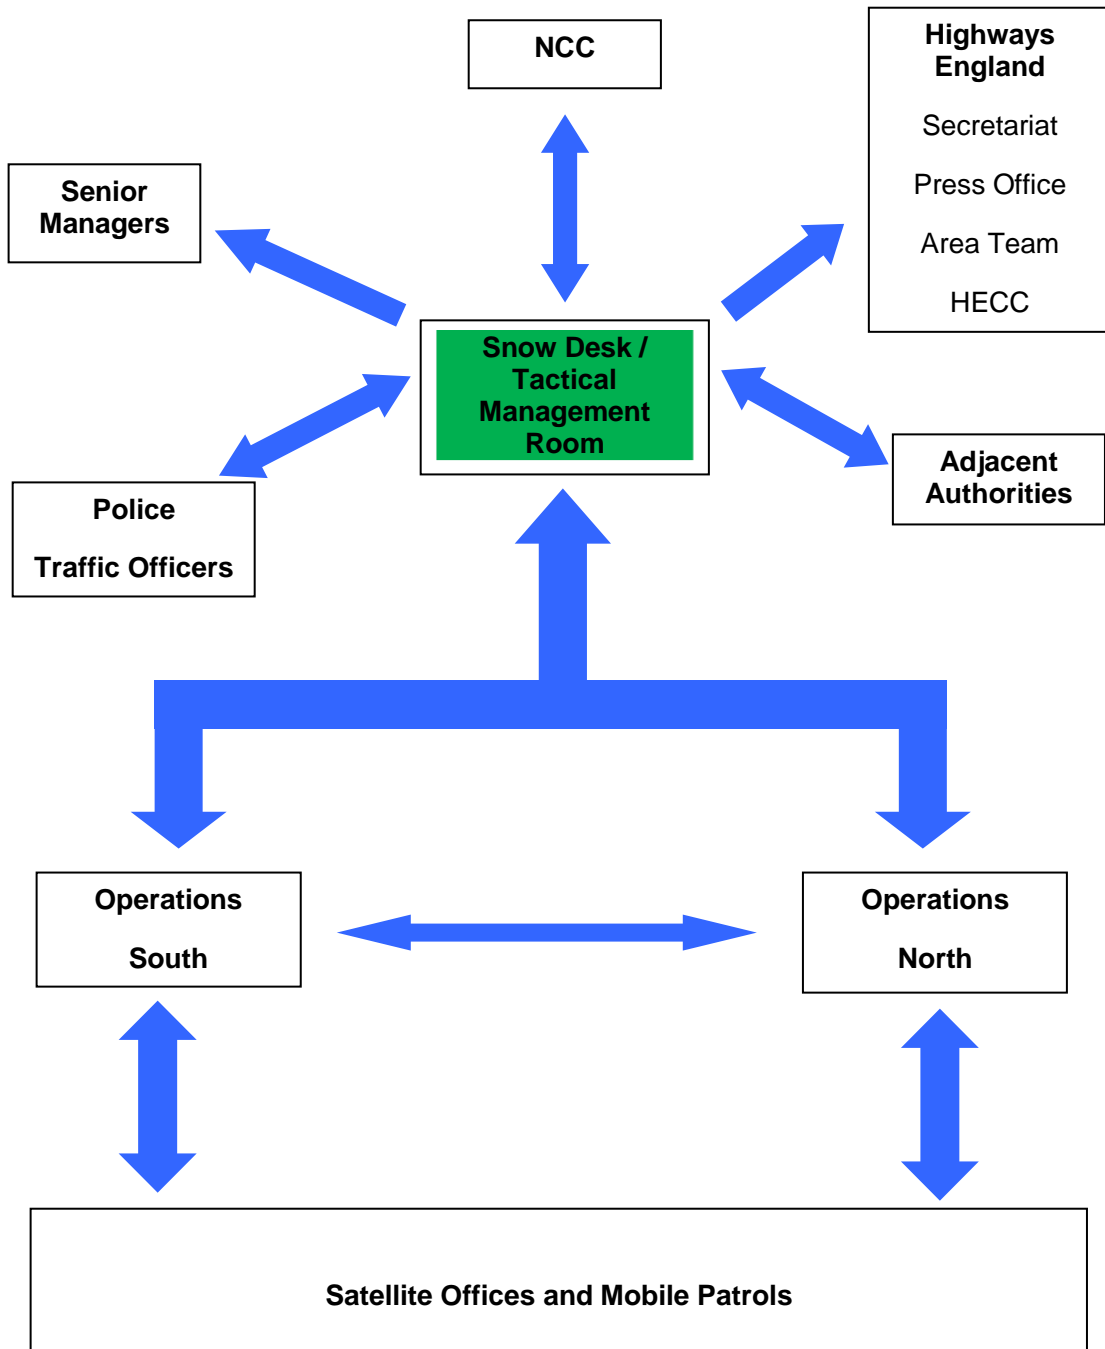 NCC
Highways
England
Secretariat
Press Office
Area Team
HECC
Senior
Managers
Snow Desk /
Tactical
Management
Room
Adjacent
Authorities
Police
Traffic Officers
Operations
South
Operations
North
Satellite Offices and Mobile Patrols